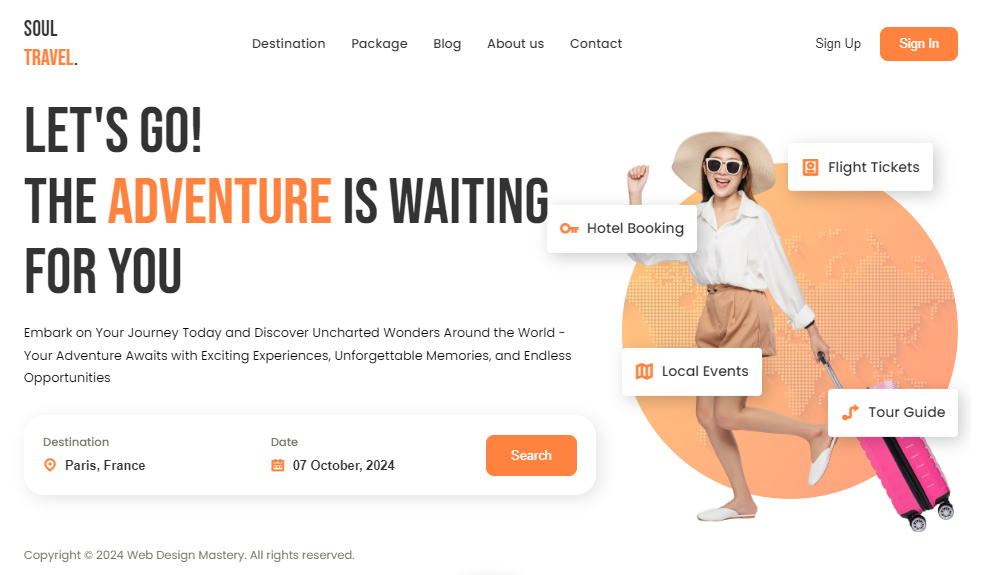 SOUL
TRAVEL.
Destination Package Blog About us Contact
Sign Up Sign In
LET'S GO!
THE ADVENTURE IS WAITING
FOR YOU
Embark on Your Journey Today and Discover Uncharted Wonders Around the World -
Your Adventure Awaits with Exciting Experiences, Unforgettable Memories, and Endless
Opportunities
Destination
Paris, France
Date
07 October, 2024
Search
Flight Tickets
Hotel Booking
Local Events
Tour Guide
Copyright © 2024 Web Design Mastery. All rights reserved.